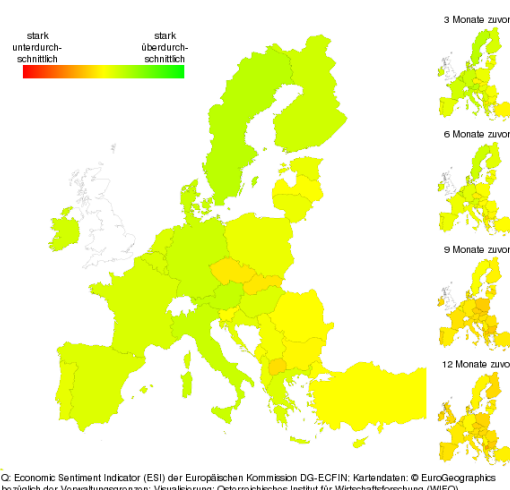 stark
unterdurch-
schnittlich
stark
überdurch-
schnittlich
3 Monate zuvor
6 Monate zuvor
9 Monate zuvor
12 Monate zuvor
Q: Economic Sentiment Indicator (ESI) der Europäischen Kommission DG-ECFIN; Kartendaten: © EuroGeographics
bezüglich der Verwaltungsgrenzen; Visualisierung: Österreichisches Institut für Wirtschaftsforschung (WIFO)